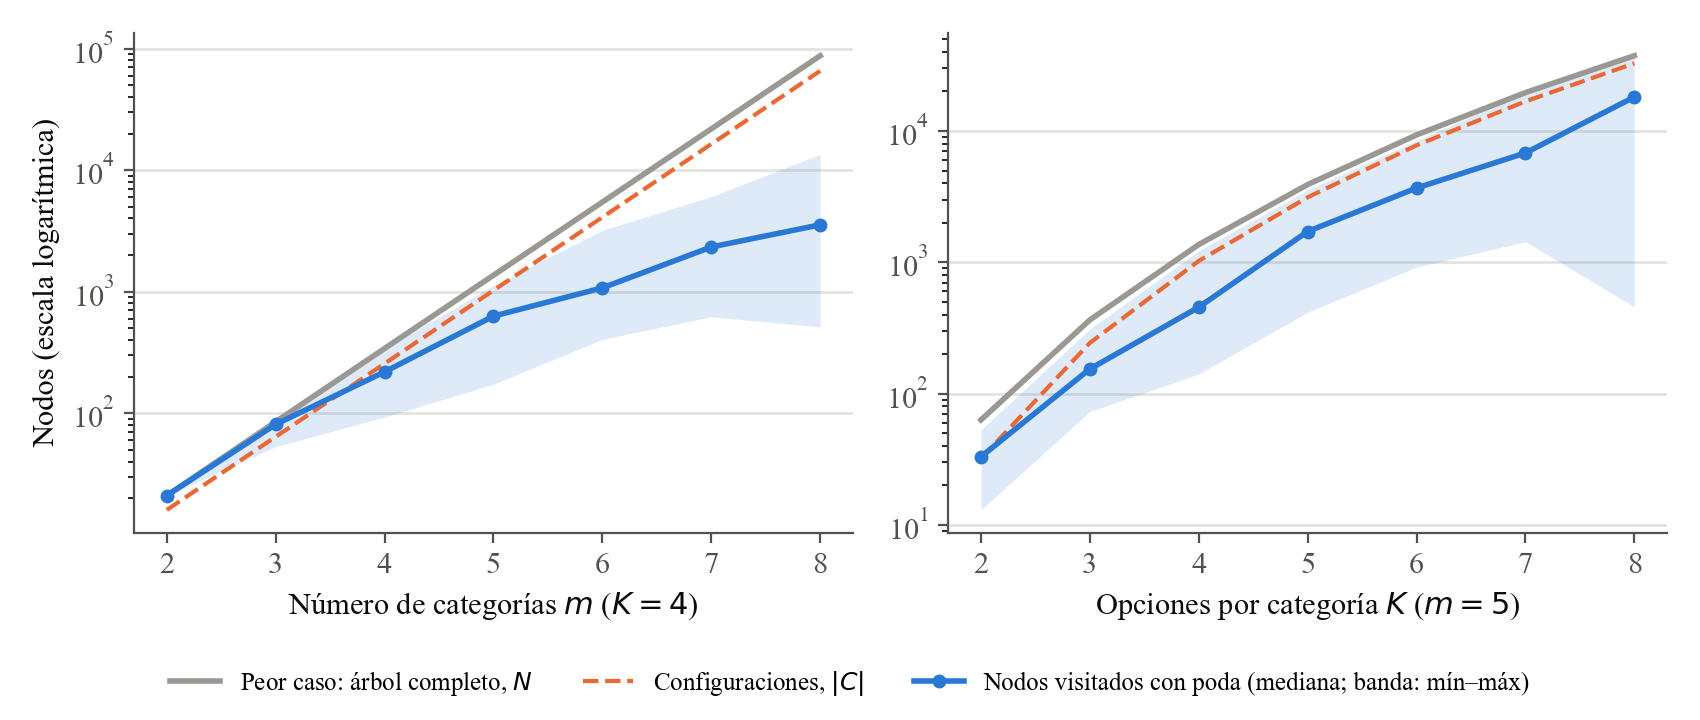 Nodos (escala logarítmica)
10^5
10^4
10^3
10^2
2 3 4 5 6 7 8
Número de categorías m (K = 4)
10^4
10^3
10^2
10^1
2 3 4 5 6 7 8
Opciones por categoría K (m = 5)
Peor caso: árbol completo, N
Configuraciones, |C|
Nodos visitados con poda (mediana; banda: mín–máx)